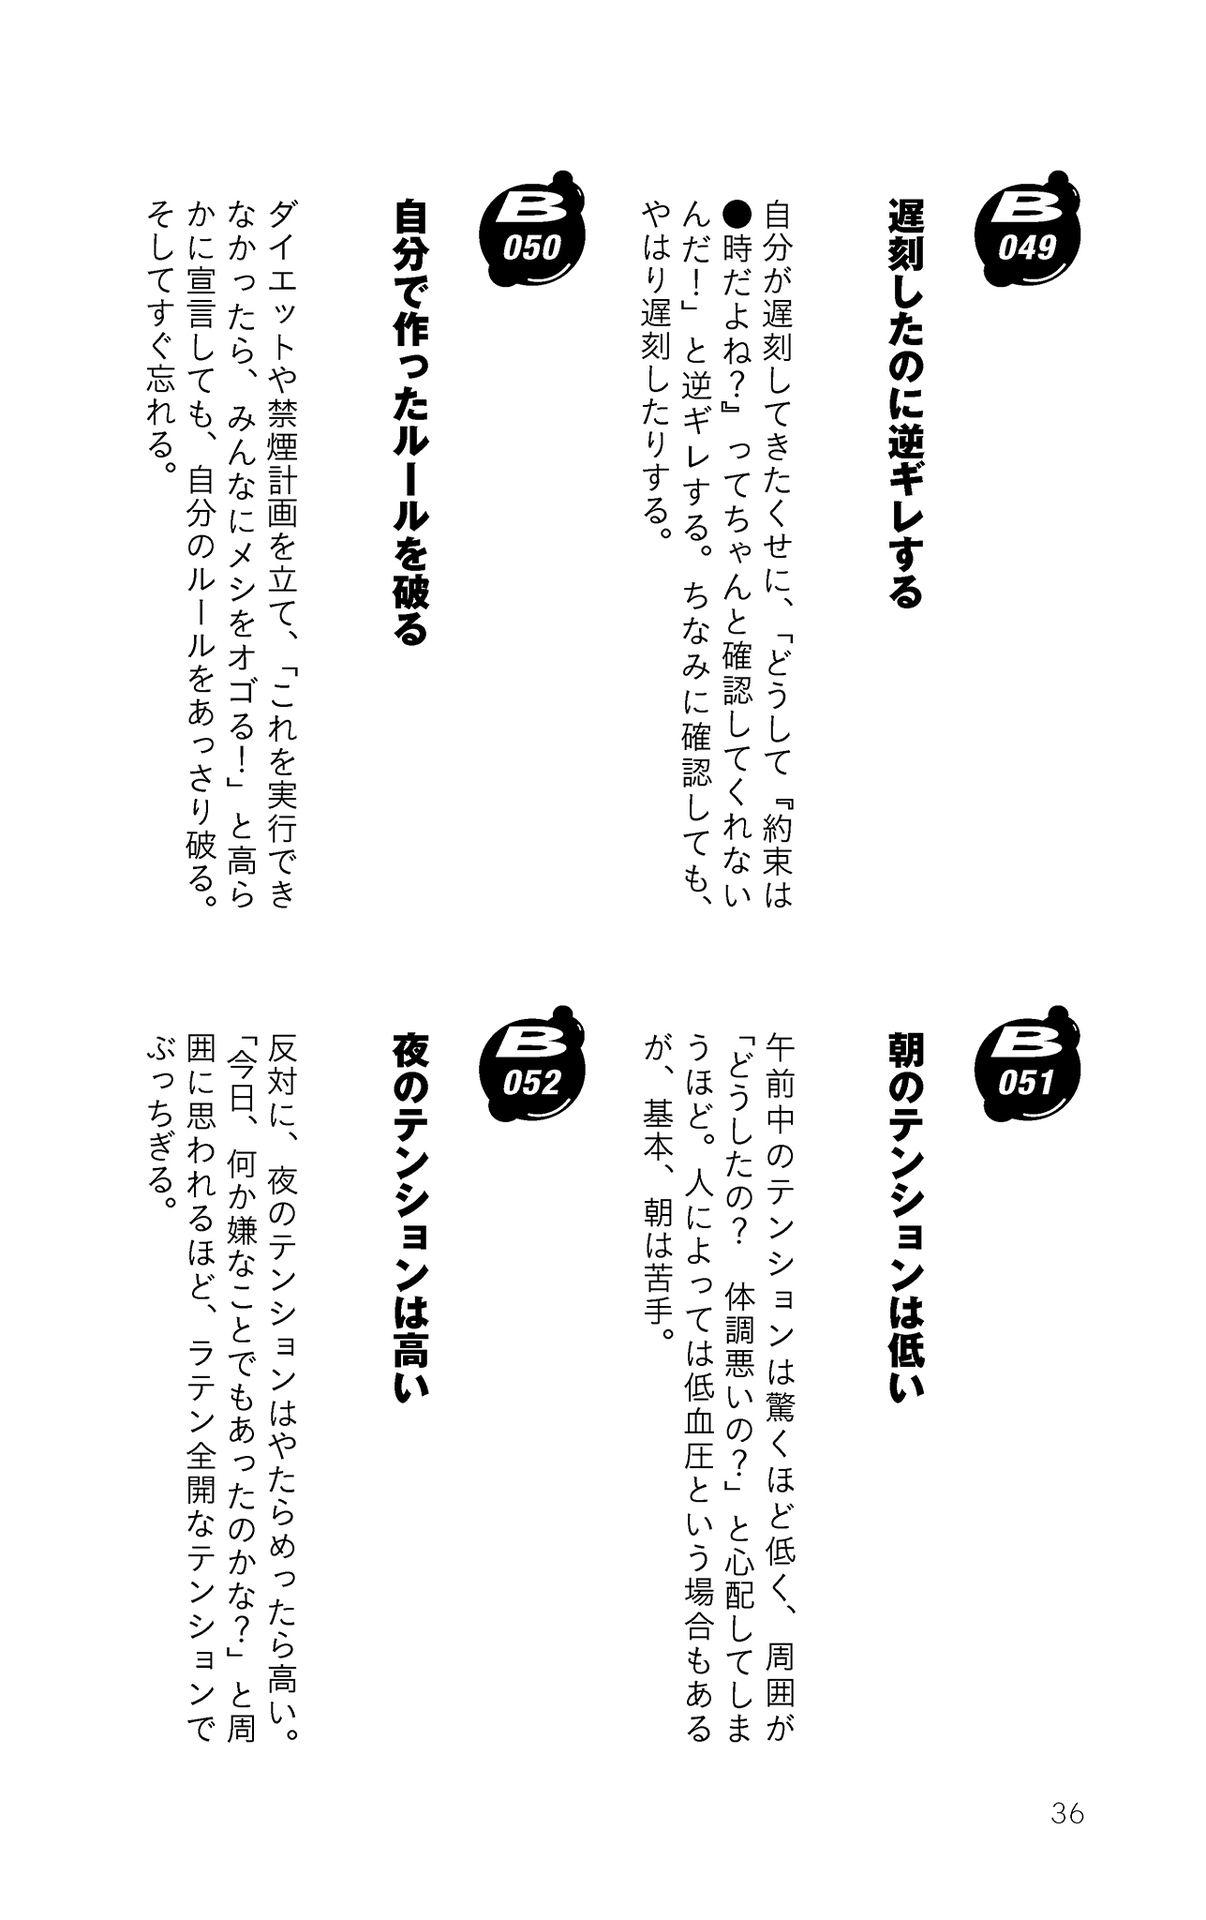 B
049
遅刻したのに逆ギレする
自分が遅刻してきたくせに、「どうして『約束は
●時だよね？』ってちゃんと確認してくれない
んだ！」と逆ギレする。ちなみに確認しても、
やはり遅刻したりする。
B
050
自分で作ったルールを破る
ダイエットや禁煙計画を立て、「これを実行でき
なかったら、みんなにメシをオゴる！」と高ら
かに宣言しても、自分のルールをあっさり破る。
そしてすぐ忘れる。
B
051
朝のテンションは低い
午前中のテンションは驚くほど低く、周囲が
「どうしたの？　体調悪いの？」と心配してしま
うほど。人によっては低血圧という場合もある
が、基本、朝は苦手。
B
052
夜のテンションは高い
反対に、夜のテンションはやたらめったら高い。
「今日、何か嫌なことでもあったのかな？」と周
囲に思われるほど、ラテン全開なテンションで
ぶっちぎる。
36